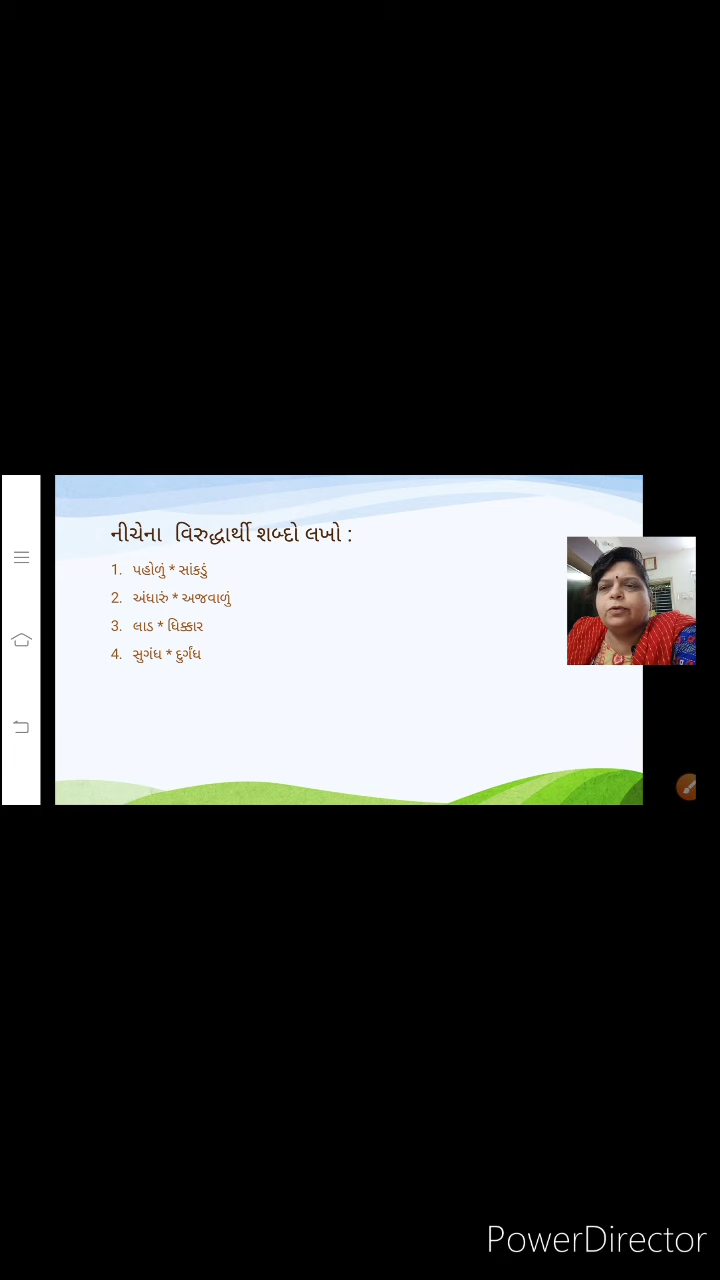 નીચેના વિરુદ્ધાર્થી શબ્દો લખો :
1. પહોળું * સાંકડું
2. અંધારું * અજવાળું
3. લાડ * ધિક્કાર
4. સુગંધ * દુર્ગંધ
PowerDirector